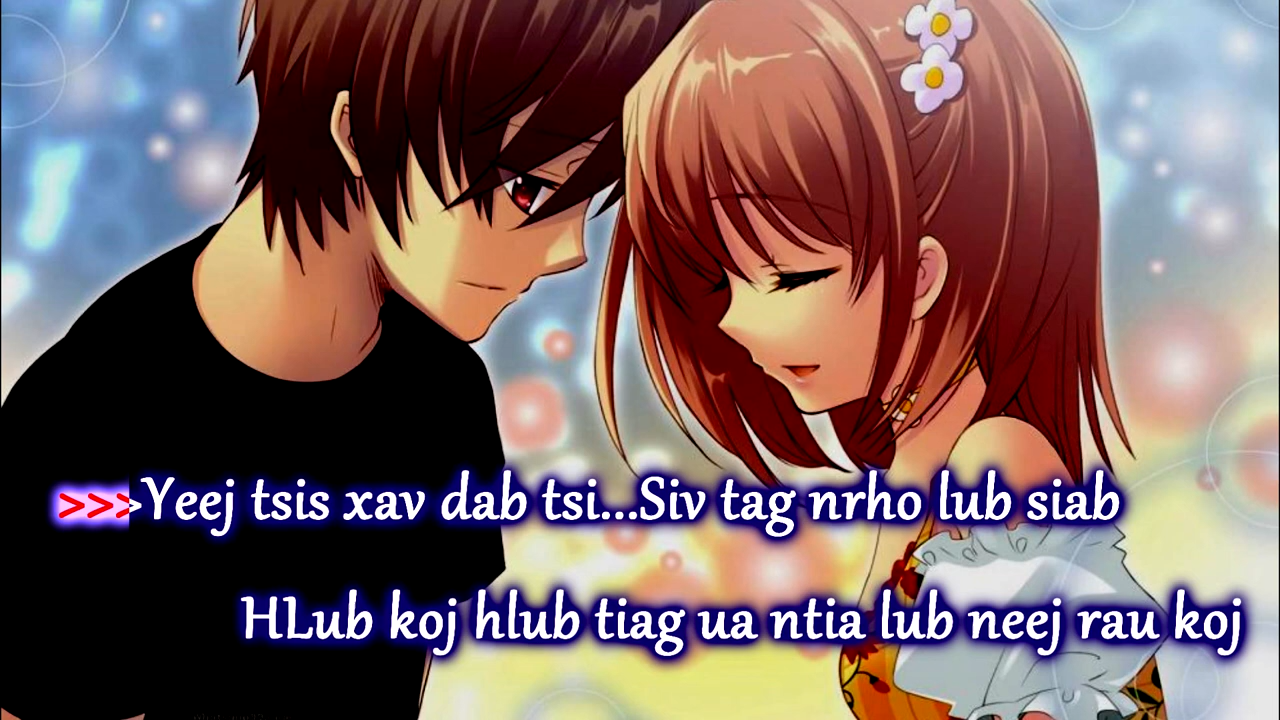 >>>>Yeej tsis xav dab tsi...Siv tag nrho lub siab
HLub koj hlub tiag ua ntia lub neej rau koj